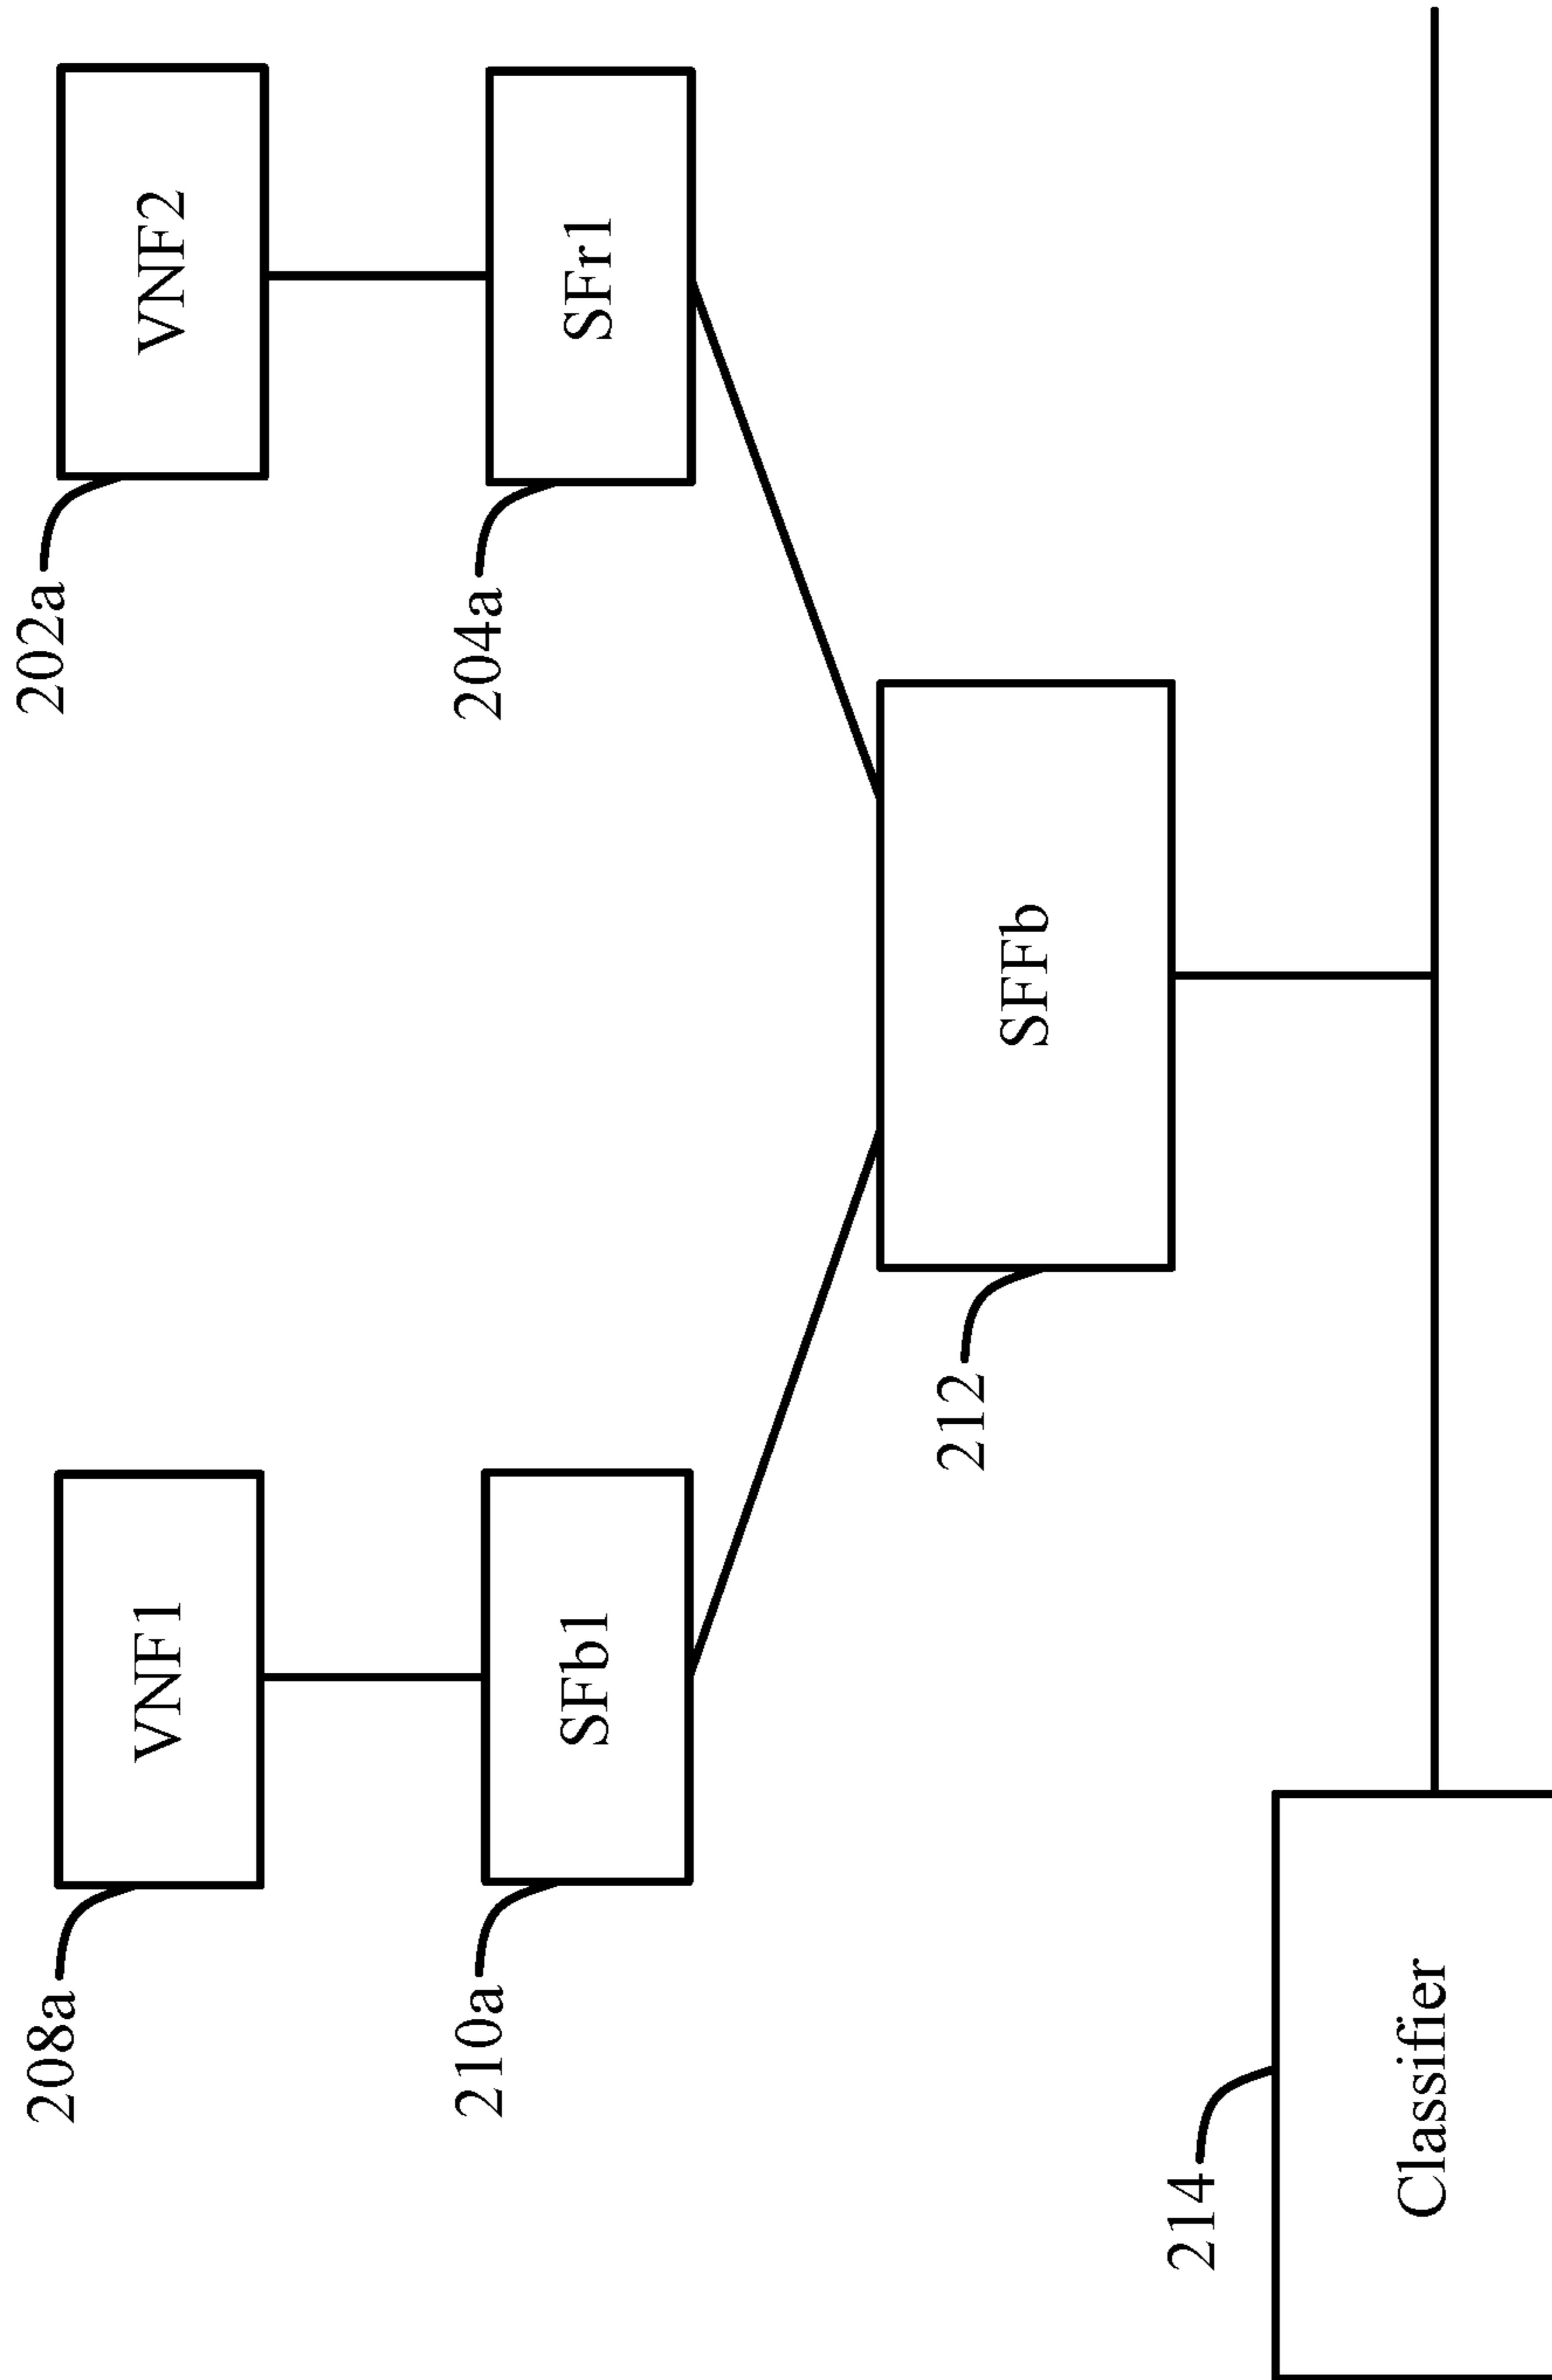 208a
VNF1
202a
VNF2
210a
SFb1
204a
SFr1
212
SFFb
214
Classifier